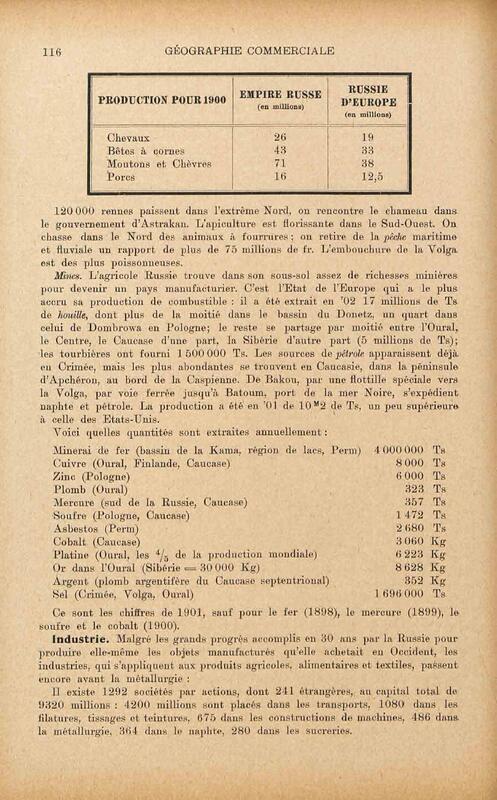 116 GÉOGRAPHIE COMMERCIALE
PRODUCTION POUR 1900 EMPIRE RUSSE (en millions) RUSSIE D'EUROPE (en millions)
Chevaux 26 19
Bêtes à cornes 43 33
Moutons et Chèvres 71 38
Porcs 16 12,5
120 000 rennes paissent dans l'extrême Nord, on rencontre le chameau dans
le gouvernement d'Astrakan. L'apiculture est florissante dans le Sud-Ouest. On
chasse dans le Nord des animaux à fourrures ; on retire de la pêche maritime
et fluviale un rapport de plus de 75 millions de fr. L'embouchure de la Volga
est des plus poissonneuses.
Mines. L'agricole Russie trouve dans son sous-sol assez de richesses minières
pour devenir un pays manufacturier. C'est l'Etat de l'Europe qui a le plus
accru sa production de combustible : il a été extrait en '02 17 millions de Ts
de houille, dont plus de la moitié dans le bassin du Donetz, un quart dans
celui de Dombrowa en Pologne; le reste se partage par moitié entre l'Oural,
le Centre, le Caucase d'une part, la Sibérie d'autre part (5 millions de Ts);
les tourbières ont fourni 1 500 000 Ts. Les sources de pétrole apparaissent déjà
en Crimée, mais les plus abondantes se trouvent en Caucasie, dans la péninsule
d'Apchéron, au bord de la Caspienne. De Bakou, par une flottille spéciale vers
la Volga, par voie ferrée jusqu'à Batoum, port de la mer Noire, s'expédient
naphte et pétrole. La production a été en '01 de 10ᴹ2 de Ts, un peu supérieure
à celle des Etats-Unis.
Voici quelles quantités sont extraites annuellement :
Minerai de fer (bassin de la Kama, région de lacs, Perm) 4 000 000 Ts
Cuivre (Oural, Finlande, Caucase) 8 000 Ts
Zinc (Pologne) 6 000 Ts
Plomb (Oural) 323 Ts
Mercure (sud de la Russie, Caucase) 357 Ts
Soufre (Pologne, Caucase) 1 472 Ts
Asbestos (Perm) 2 680 Ts
Cobalt (Caucase) 3 060 Kg
Platine (Oural, les 4/5 de la production mondiale) 6 223 Kg
Or dans l'Oural (Sibérie = 30 000 Kg) 8 628 Kg
Argent (plomb argentifère du Caucase septentrional) 352 Kg
Sel (Crimée, Volga, Oural) 1 696 000 Ts
Ce sont les chiffres de 1901, sauf pour le fer (1898), le mercure (1899), le
soufre et le cobalt (1900).
Industrie. Malgré les grands progrès accomplis en 30 ans par la Russie pour
produire elle-même les objets manufacturés qu'elle achetait en Occident, les
industries, qui s'appliquent aux produits agricoles, alimentaires et textiles, passent
encore avant la métallurgie :
Il existe 1292 sociétés par actions, dont 241 étrangères, au capital total de
9320 millions : 4200 millions sont placés dans les transports, 1080 dans les
filatures, tissages et teintures, 675 dans les constructions de machines, 486 dans
la métallurgie, 364 dans le naphte, 280 dans les sucreries.